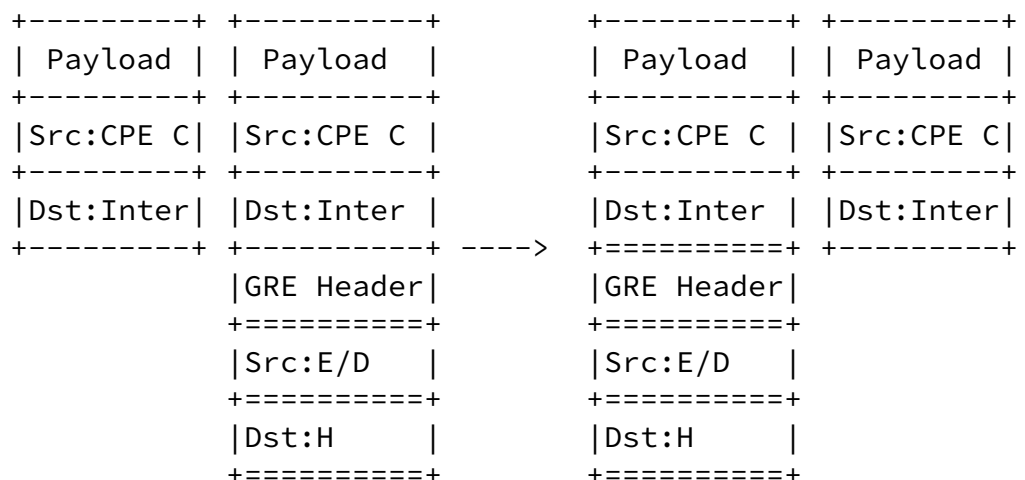 +---------+ +----------+       +----------+ +---------+
| Payload | | Payload  |       | Payload  | | Payload |
+---------+ +----------+       +----------+ +---------+
|Src:CPE C| |Src:CPE C |       |Src:CPE C | |Src:CPE C|
+---------+ +----------+       +----------+ +---------+
|Dst:Inter| |Dst:Inter |       |Dst:Inter | |Dst:Inter|
+---------+ +----------+ ----> +==========+ +---------+
            |GRE Header|       |GRE Header|
            +==========+       +==========+
            |Src:E/D   |       |Src:E/D   |
            +==========+       +==========+
            |Dst:H     |       |Dst:H     |
            +==========+       +==========+